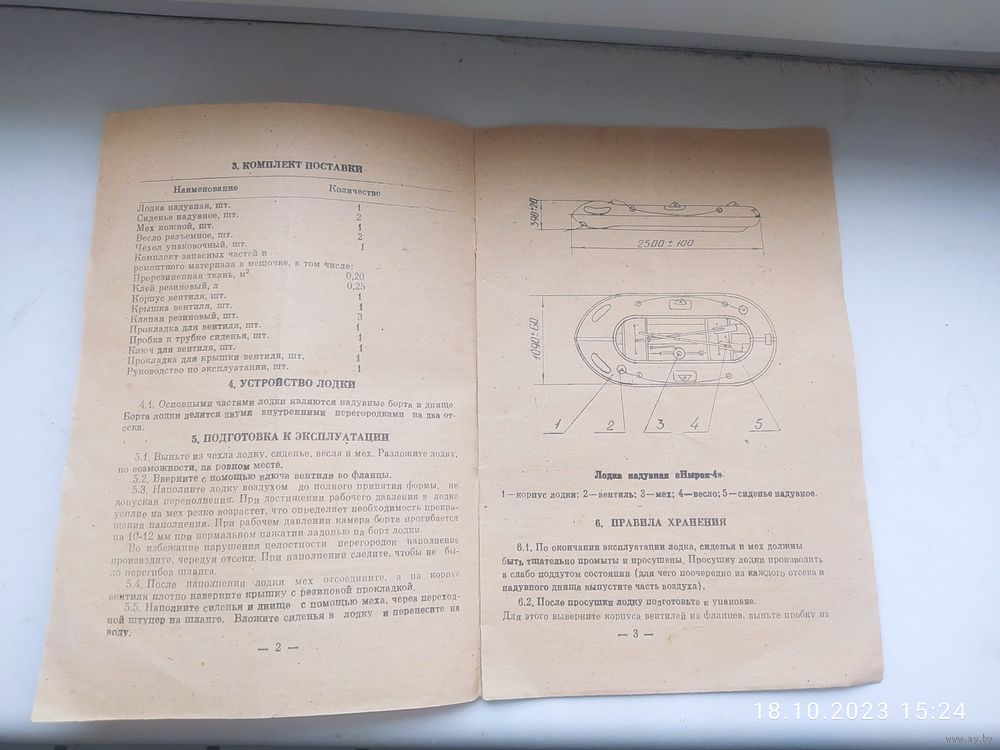 3. КОМПЛЕКТ ПОСТАВКИ
Наименование Количество
Лодка надувная, шт. 1
Сиденье надувное, шт. 2
Мех ножной, шт. 1
Весло разъемное, шт. 2
Чехол упаковочный, шт. 1
Комплект запасных частей и
ремонтного материала в мешочке, в том числе:
Прорезиненная ткань, м² 0,20
Клей резиновый, л 0,25
Корпус вентиля, шт. 1
Крышка вентиля, шт. 1
Клапан резиновый, шт. 3
Прокладка для вентиля, шт. 1
Пробка к трубке сиденья, шт. 1
Ключ для вентиля, шт. 1
Прокладка для крышки вентиля, шт. 1
Руководство по эксплуатации, шт. 1
4. УСТРОЙСТВО ЛОДКИ
4.1. Основными частями лодки являются надувные борта и днище.
Борта лодки делятся двумя внутренними перегородками на два от-
сека.
5. ПОДГОТОВКА К ЭКСПЛУАТАЦИИ
5.1. Выньте из чехла лодку, сиденье, весла и мех. Разложите лодку,
по возможности, на ровном месте.
5.2. Вверните с помощью ключа вентили во фланцы.
5.3. Наполните лодку воздухом до полного принятия формы, не
допуская переполнения. При достижении рабочего давления в лодке
усилие на мех резко возрастет, что определяет необходимость прекра-
щения наполнения. При рабочем давлении камера борта прогибается
на 10-12 мм при нормальном нажатии ладонью на борт лодки.
Во избежание нарушения целостности перегородок наполнение
производите, чередуя отсеки. При наполнении следите, чтобы не бы-
ло перегибов шланга.
5.4. После наполнения лодки мех отсоедините, а на корпус
вентиля плотно наверните крышку с резиновой прокладкой.
5.5. Наполните сиденья и днище с помощью меха, через переход-
ной штуцер на шланге. Вложите сиденья в лодку и перенесите на
воду.
— 2 —
390±20
2500±100
1090±60
1 2 3 4 5
Лодка надувная «Нырок-4».
1—корпус лодки; 2—вентиль; 3—мех; 4—весло; 5—сиденье надувное.
6. ПРАВИЛА ХРАНЕНИЯ
6.1. По окончании эксплуатации лодка, сиденья и мех должны
быть тщательно промыты и просушены. Просушку лодки производить
в слабо поддутом состоянии (для чего поочередно из каждого отсека и
надувного днища выпустите часть воздуха).
6.2. После просушки лодку подготовьте к упаковке.
Для этого выверните корпуса вентилей из фланцев, выньте пробку из
— 3 —
18.10.2023 15:24
www.ay.by